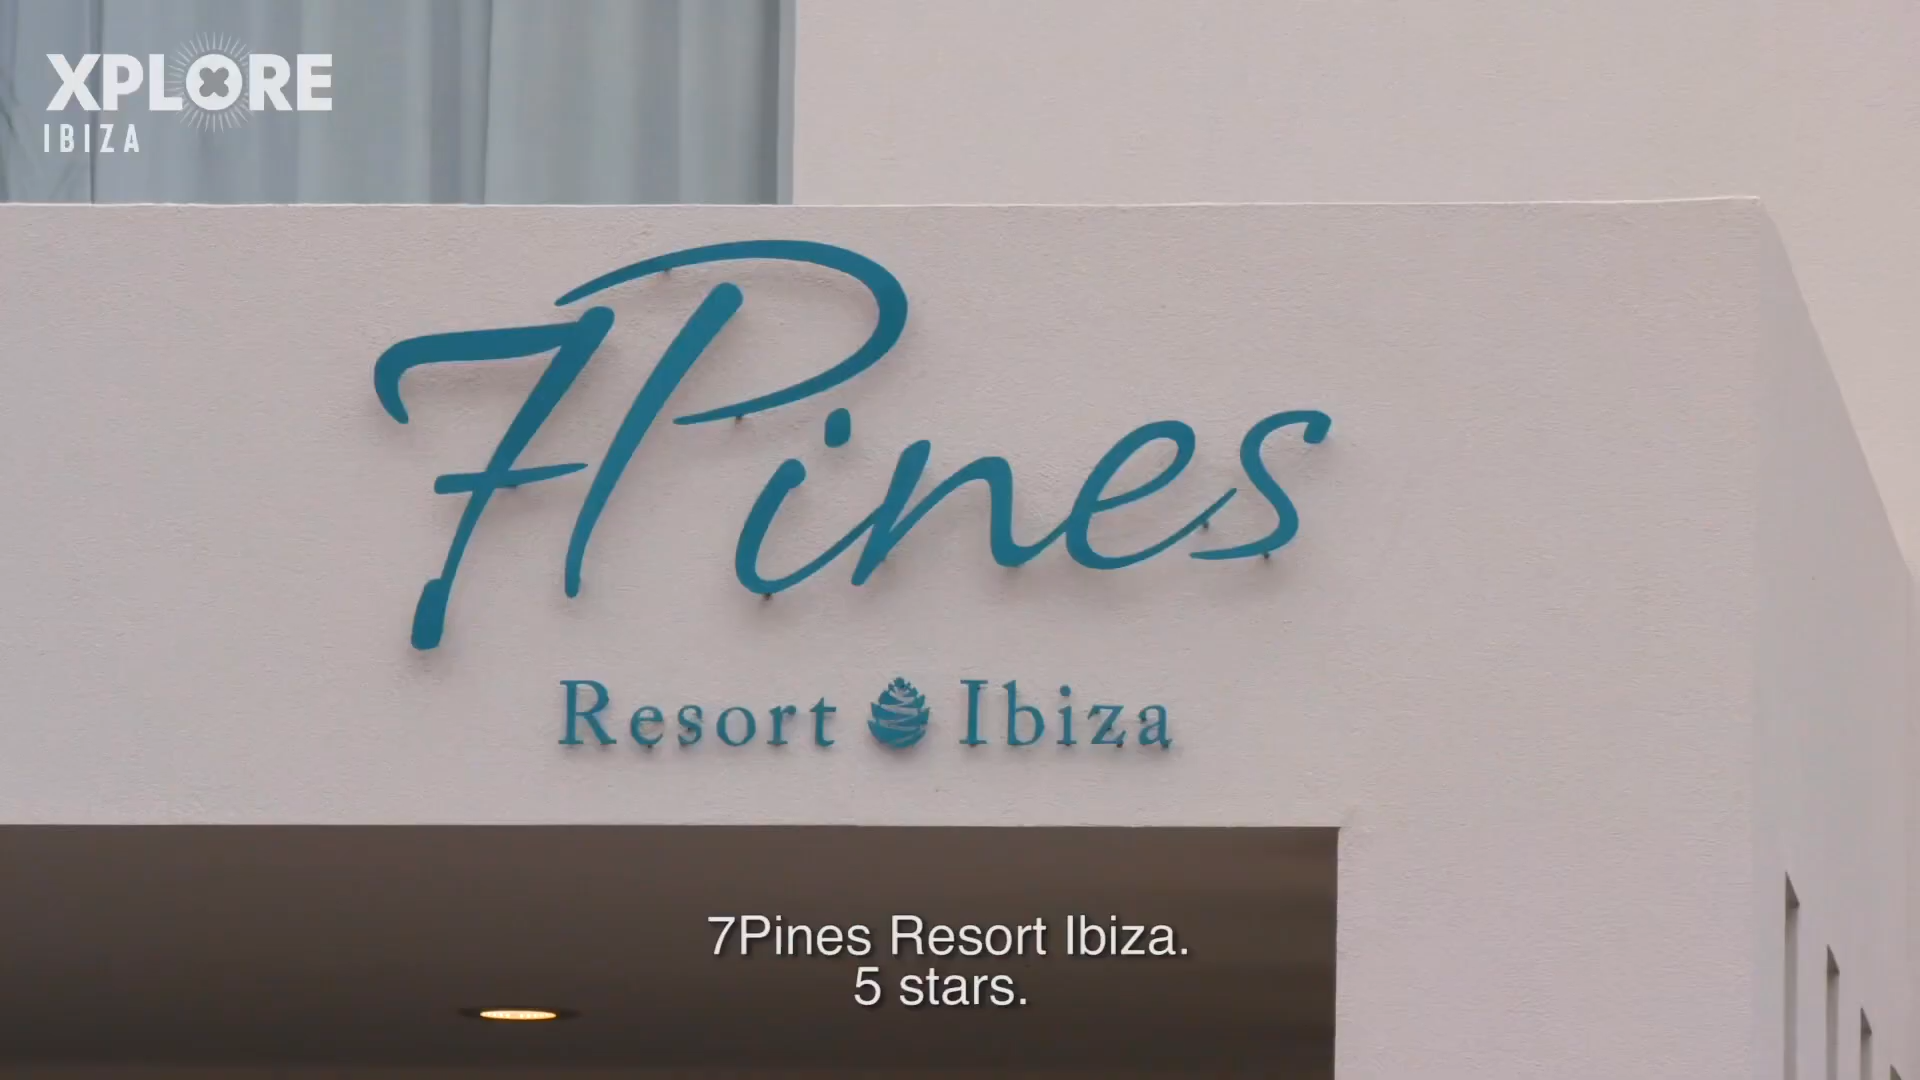 XPLORE
IBIZA
7Pines
Resort Ibiza
7Pines Resort Ibiza.
5 stars.